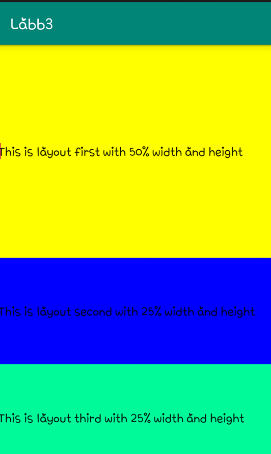 Labb3
This is layout first with 50% width and height
This is layout second with 25% width and height
This is layout third with 25% width and height